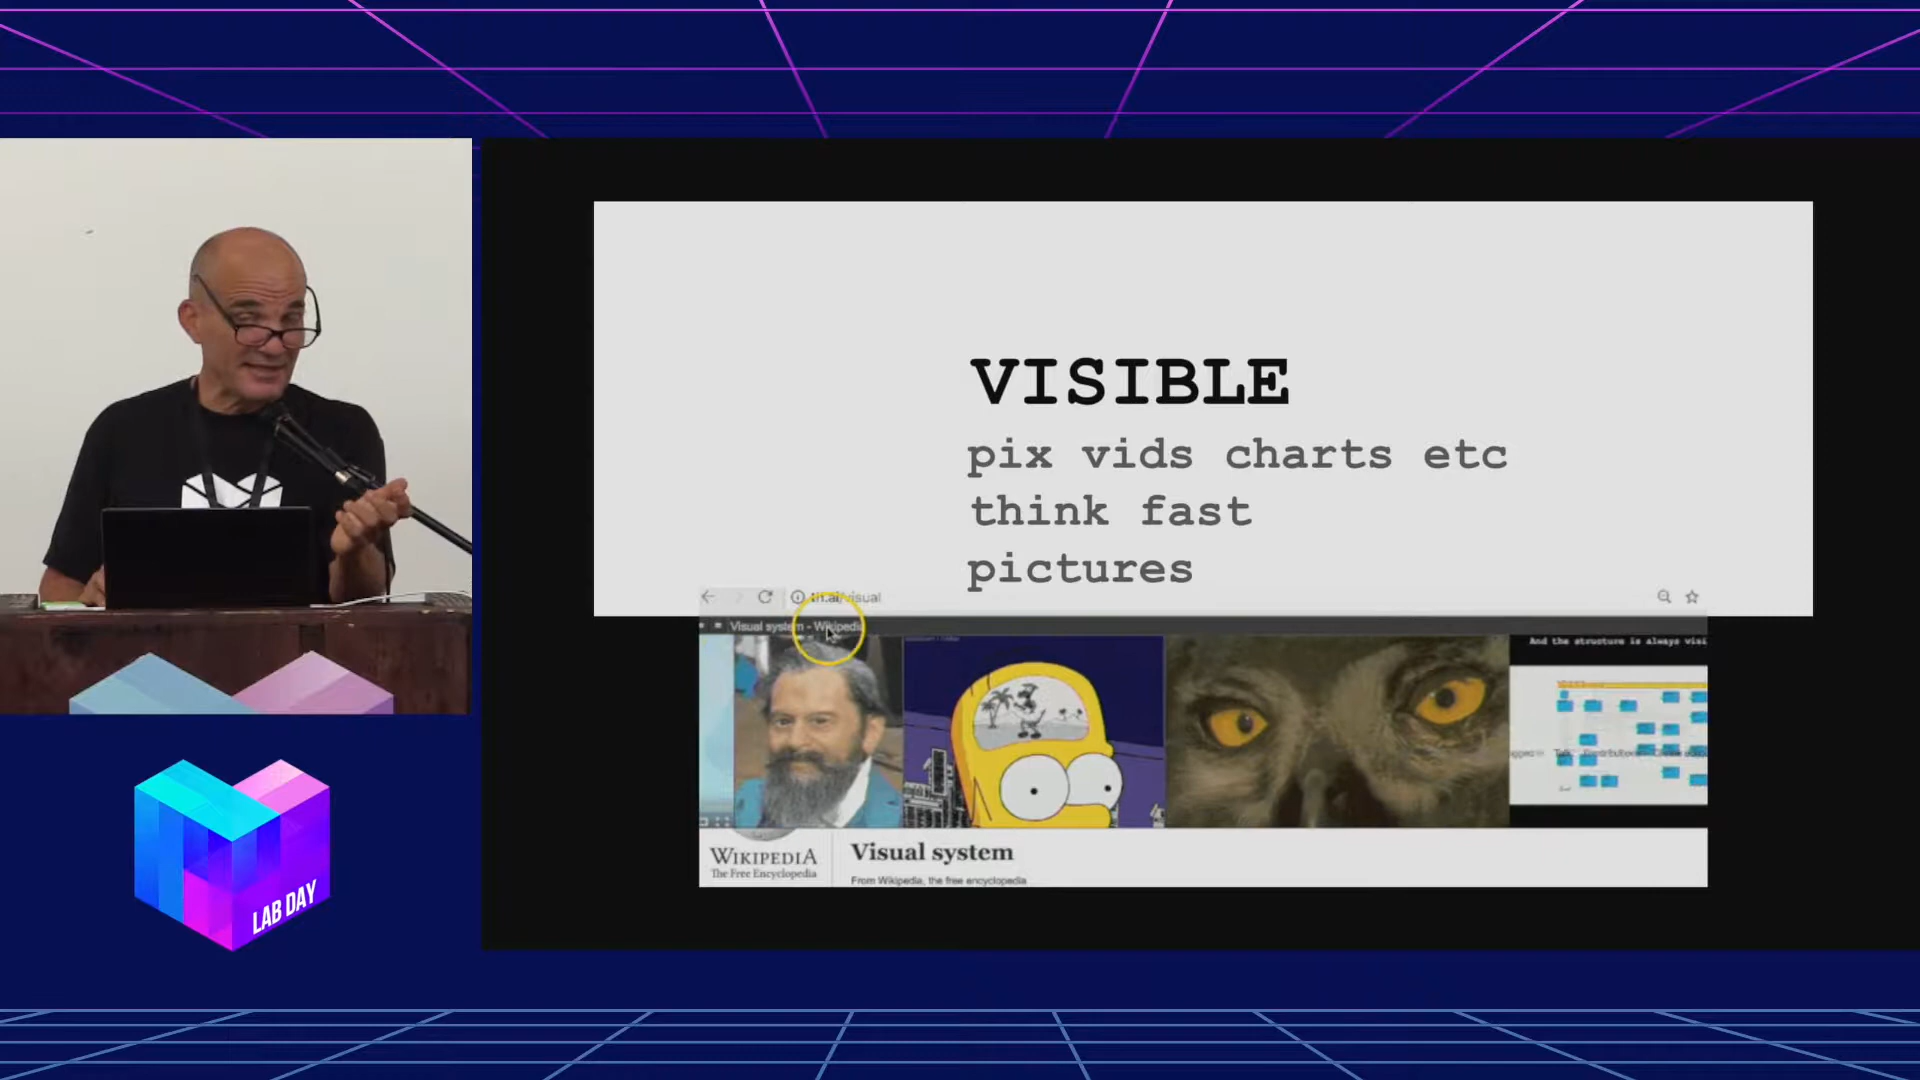 VISIBLE
pix vids charts etc
think fast
pictures
Visual system - Wikipedia
And the structure is always visi
WIKIPEDIA
The Free Encyclopedia
Visual system
From Wikipedia, the free encyclopedia
LAB DAY